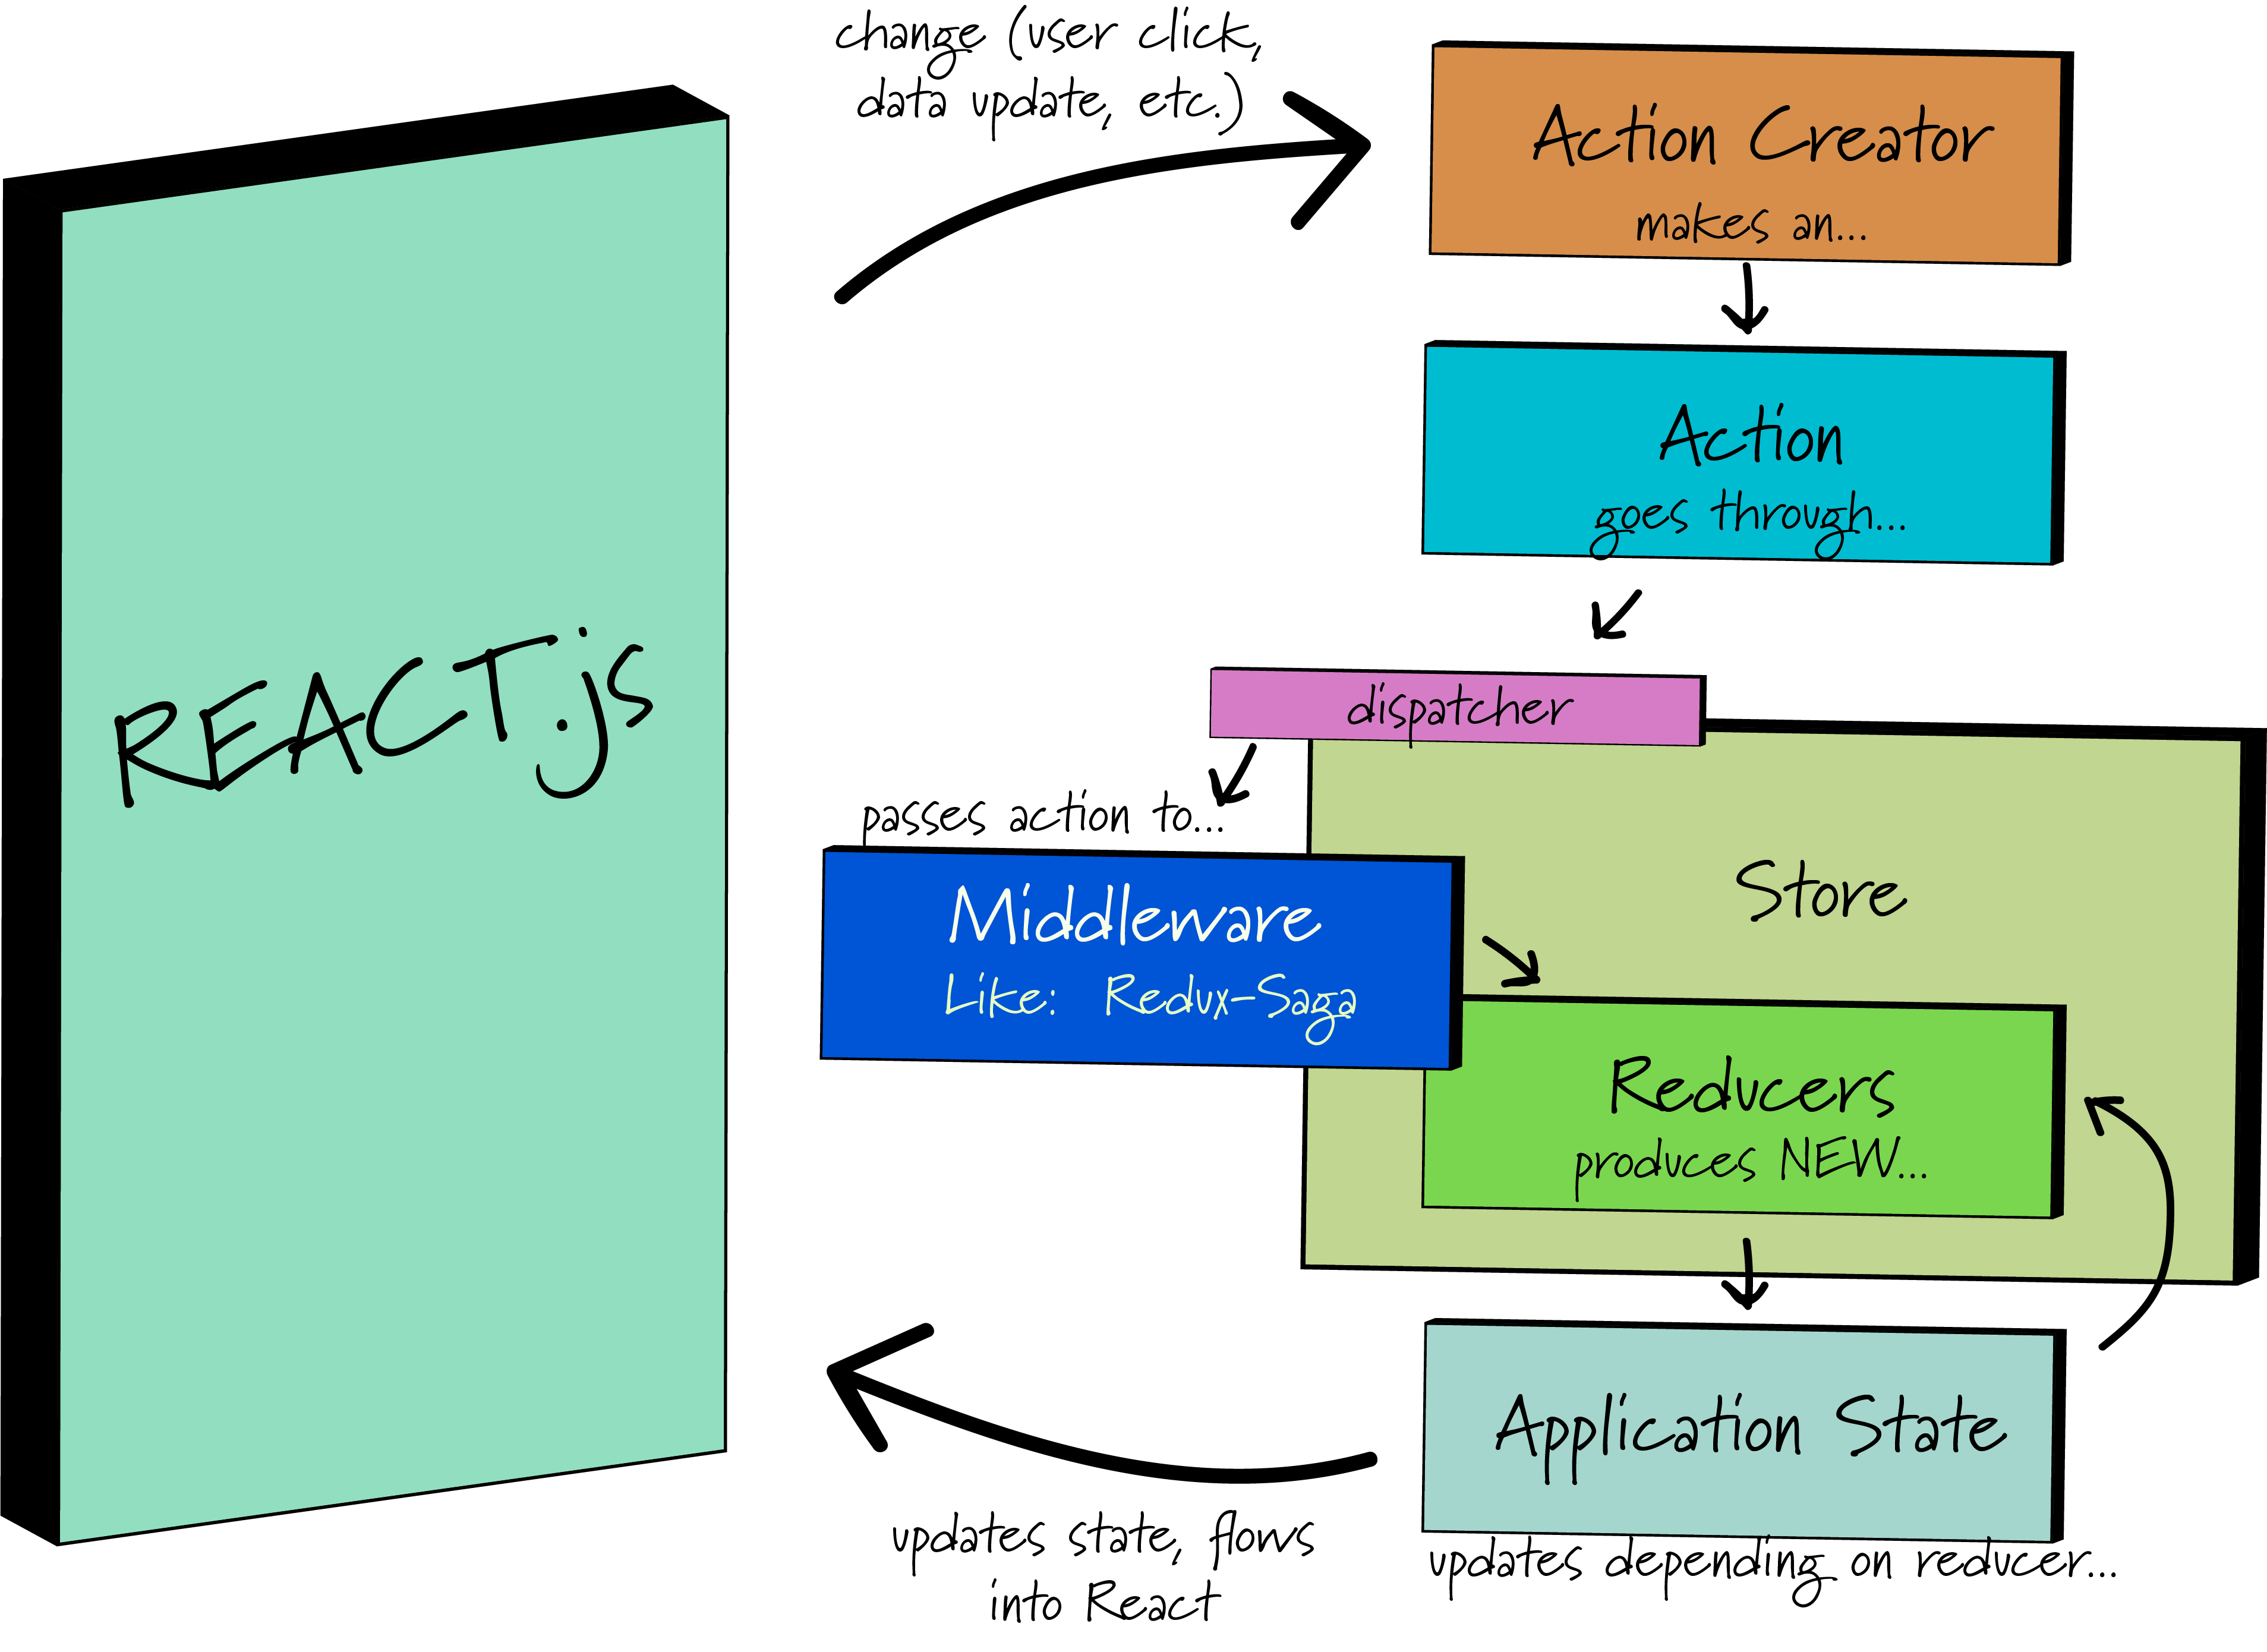 change (user click,
data update, etc.)
Action Creator
makes an...
Action
goes through...
REACT.js
dispatcher
passes action to...
Store
Middleware
Like: Redux-Saga
Reducers
produces NEW...
Application State
updates depending on reducer...
updates state, flows
into React